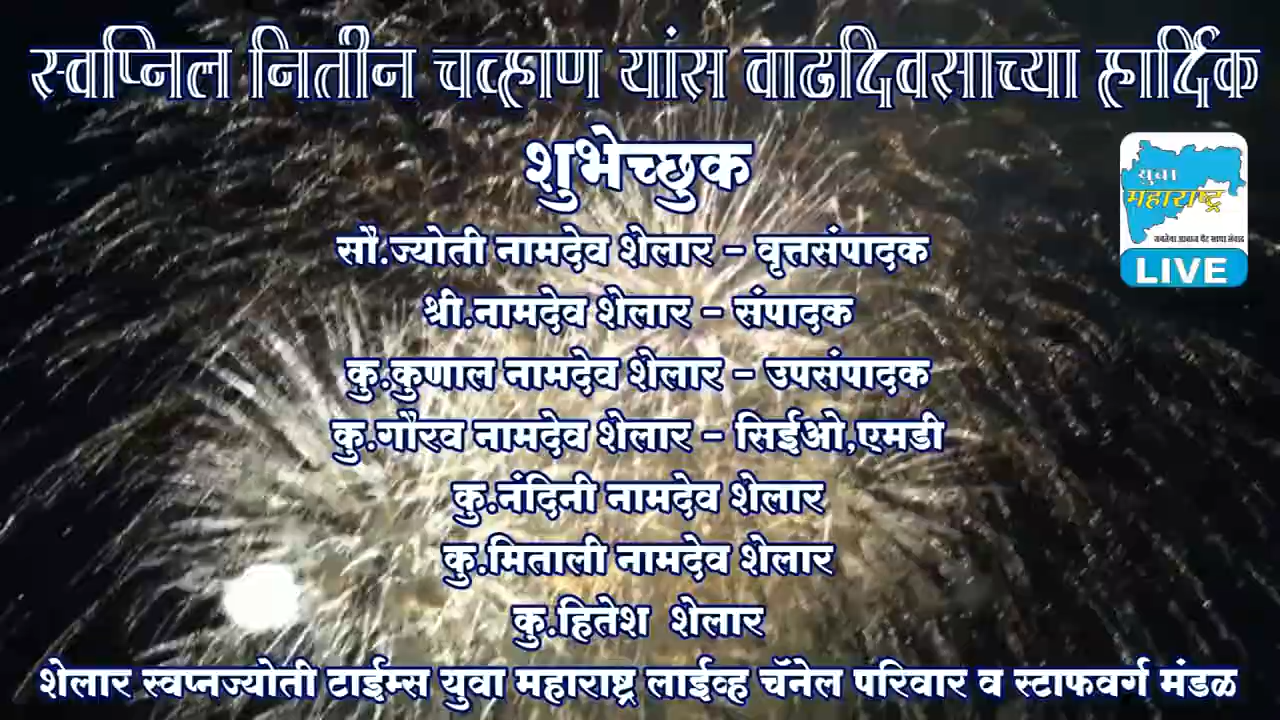 स्वप्निल नितीन चव्हाण यांस वाढदिवसाच्या हार्दिक
शुभेच्छुक
युवा
महाराष्ट्र
LIVE
सौ.ज्योती नामदेव शेलार - वृत्तसंपादक
श्री.नामदेव शेलार - संपादक
कु.कुणाल नामदेव शेलार - उपसंपादक
कु.गौरव नामदेव शेलार - सिईओ,एमडी
कु.नंदिनी नामदेव शेलार
कु.मिताली नामदेव शेलार
कु.हितेश शेलार
शेलार स्वप्नज्योती टाईम्स युवा महाराष्ट्र लाईव्ह चॅनेल परिवार व स्टाफवर्ग मंडळ